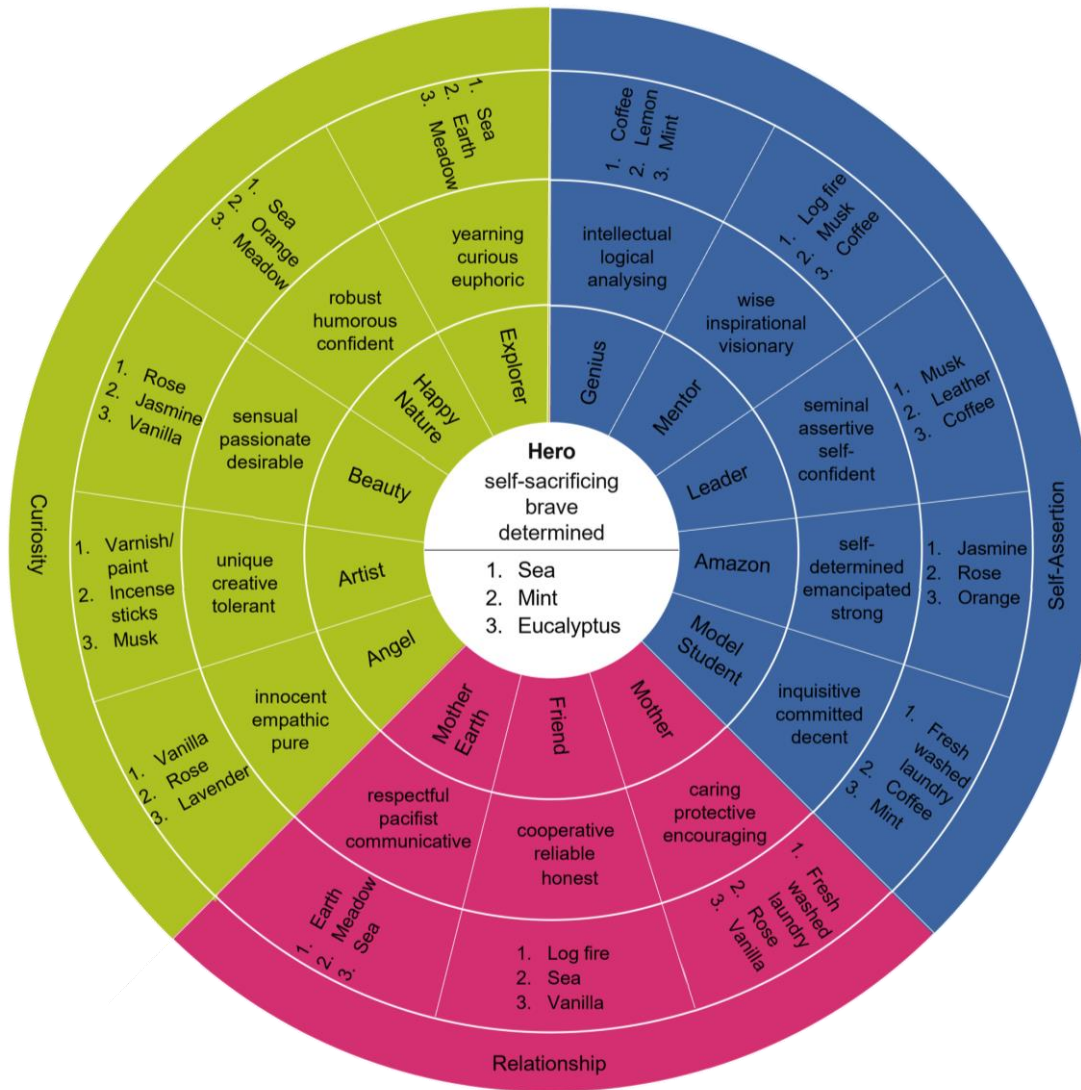 Hero
self-sacrificing
brave
determined
1. Sea
2. Mint
3. Eucalyptus
Self-Assertion
Genius
intellectual
logical
analysing
1. Coffee
2. Lemon
3. Mint
Mentor
wise
inspirational
visionary
1. Log fire
2. Musk
3. Coffee
Leader
seminal
assertive
self-
confident
1. Musk
2. Leather
3. Coffee
Amazon
self-
determined
emancipated
strong
1. Jasmine
2. Rose
3. Orange
Model
Student
inquisitive
committed
decent
1. Fresh
washed
laundry
2. Coffee
3. Mint
Relationship
Mother
caring
protective
encouraging
1. Fresh
washed
laundry
2. Rose
3. Vanilla
Friend
cooperative
reliable
honest
1. Log fire
2. Sea
3. Vanilla
Mother
Earth
respectful
pacifist
communicative
1. Earth
2. Meadow
3. Sea
Curiosity
Angel
innocent
empathic
pure
1. Vanilla
2. Rose
3. Lavender
Artist
unique
creative
tolerant
1. Varnish/
paint
2. Incense
sticks
3. Musk
Beauty
sensual
passionate
desirable
1. Rose
2. Jasmine
3. Vanilla
Happy
Nature
robust
humorous
confident
1. Sea
2. Orange
3. Meadow
Explorer
yearning
curious
euphoric
1. Sea
2. Earth
3. Meadow